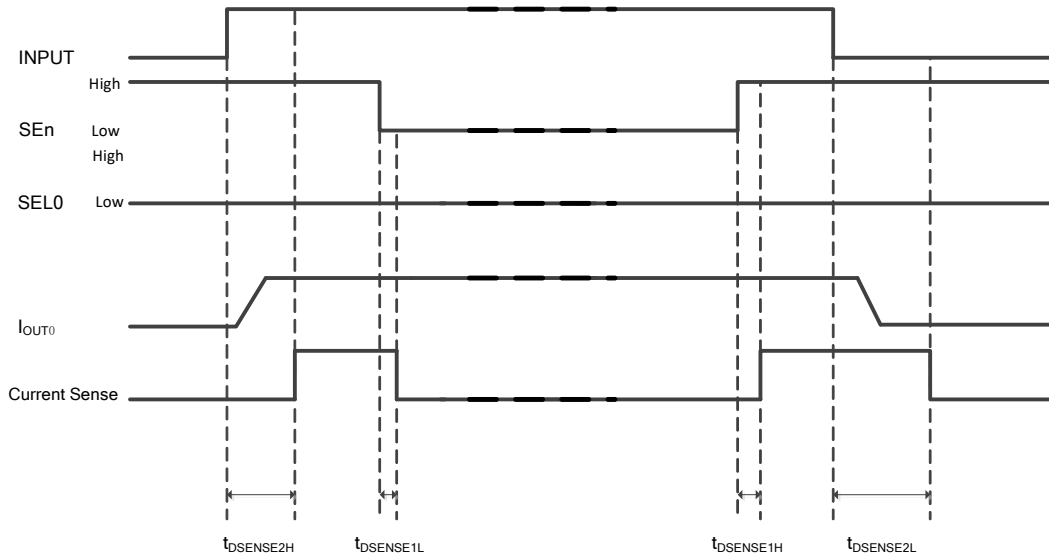 INPUT
High
SEn Low
High
SEL0 Low
IOUT0
Current Sense
tDSENSE2H tDSENSE1L tDSENSE1H tDSENSE2L